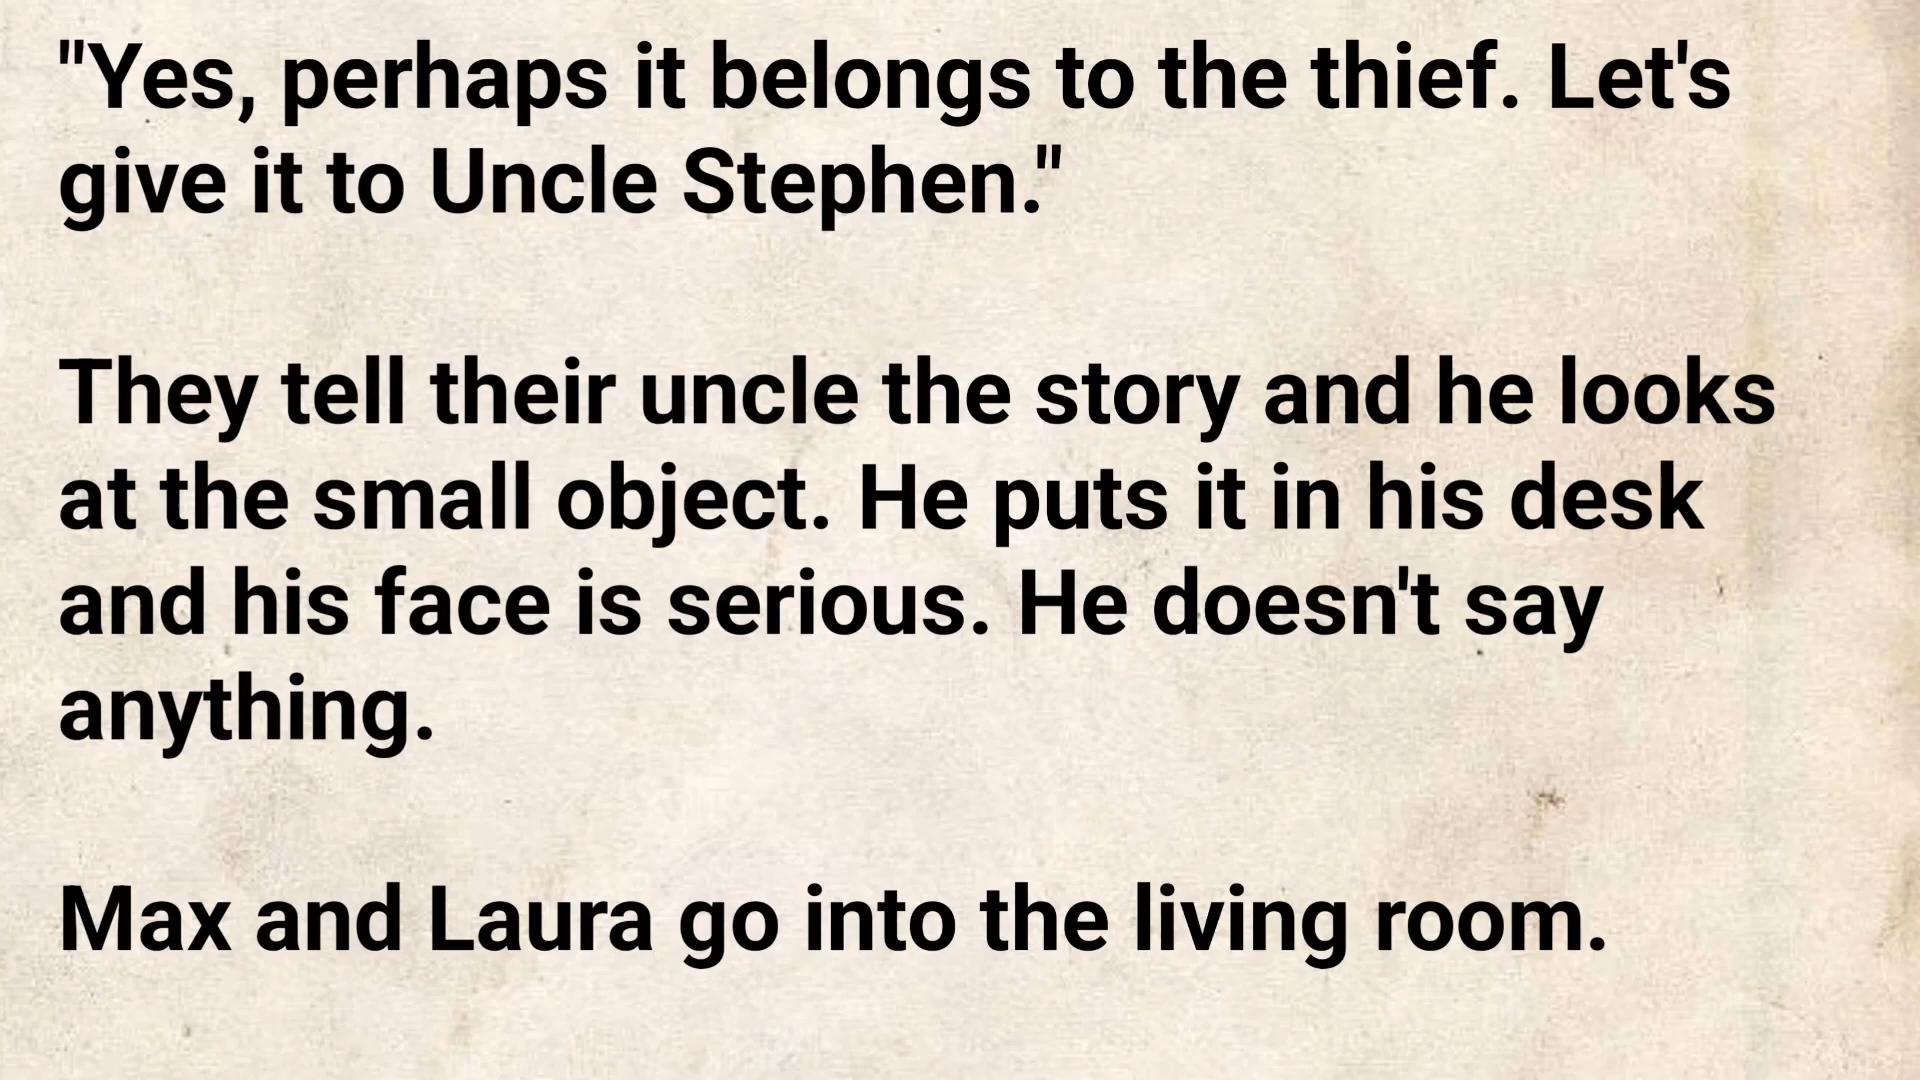 "Yes, perhaps it belongs to the thief. Let's
give it to Uncle Stephen."
They tell their uncle the story and he looks
at the small object. He puts it in his desk
and his face is serious. He doesn't say
anything.
Max and Laura go into the living room.